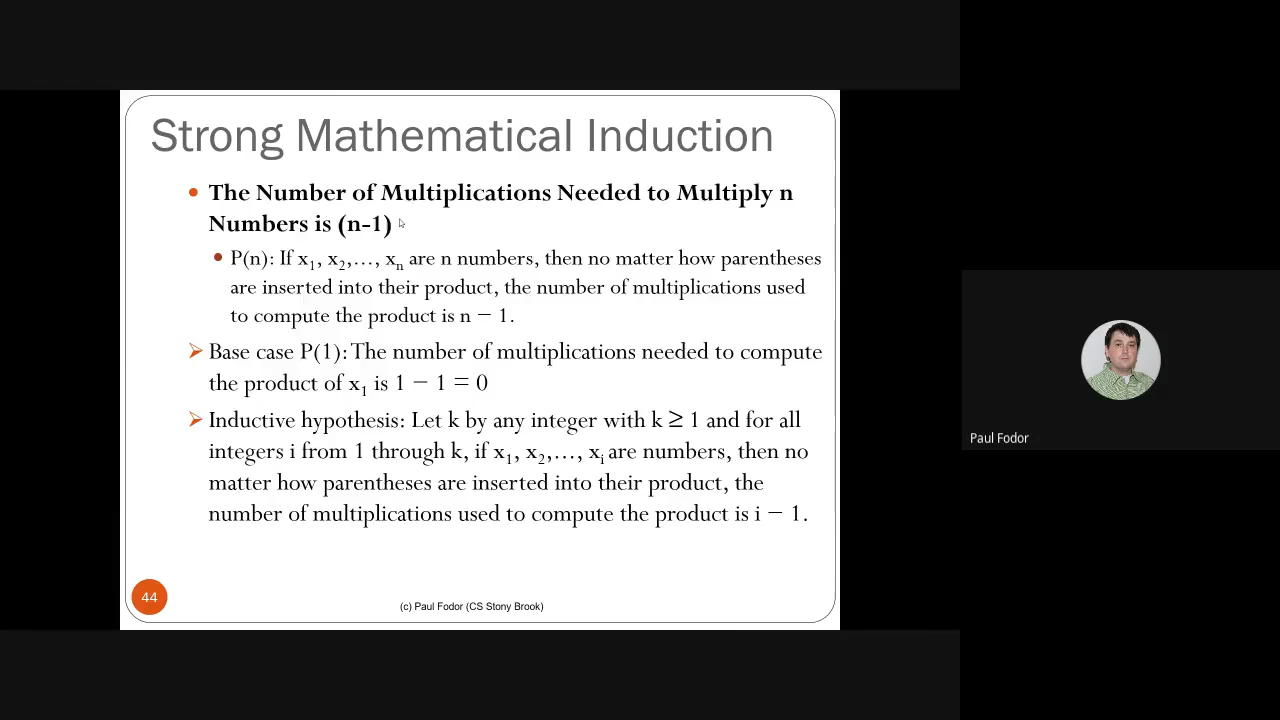 Strong Mathematical Induction
• The Number of Multiplications Needed to Multiply n
Numbers is (n-1)
• P(n): If x₁, x₂,…, xₙ are n numbers, then no matter how parentheses
are inserted into their product, the number of multiplications used
to compute the product is n − 1.
➢ Base case P(1): The number of multiplications needed to compute
the product of x₁ is 1 − 1 = 0
➢ Inductive hypothesis: Let k by any integer with k ≥ 1 and for all
integers i from 1 through k, if x₁, x₂,…, xᵢ are numbers, then no
matter how parentheses are inserted into their product, the
number of multiplications used to compute the product is i − 1.
44
(c) Paul Fodor (CS Stony Brook)
Paul Fodor